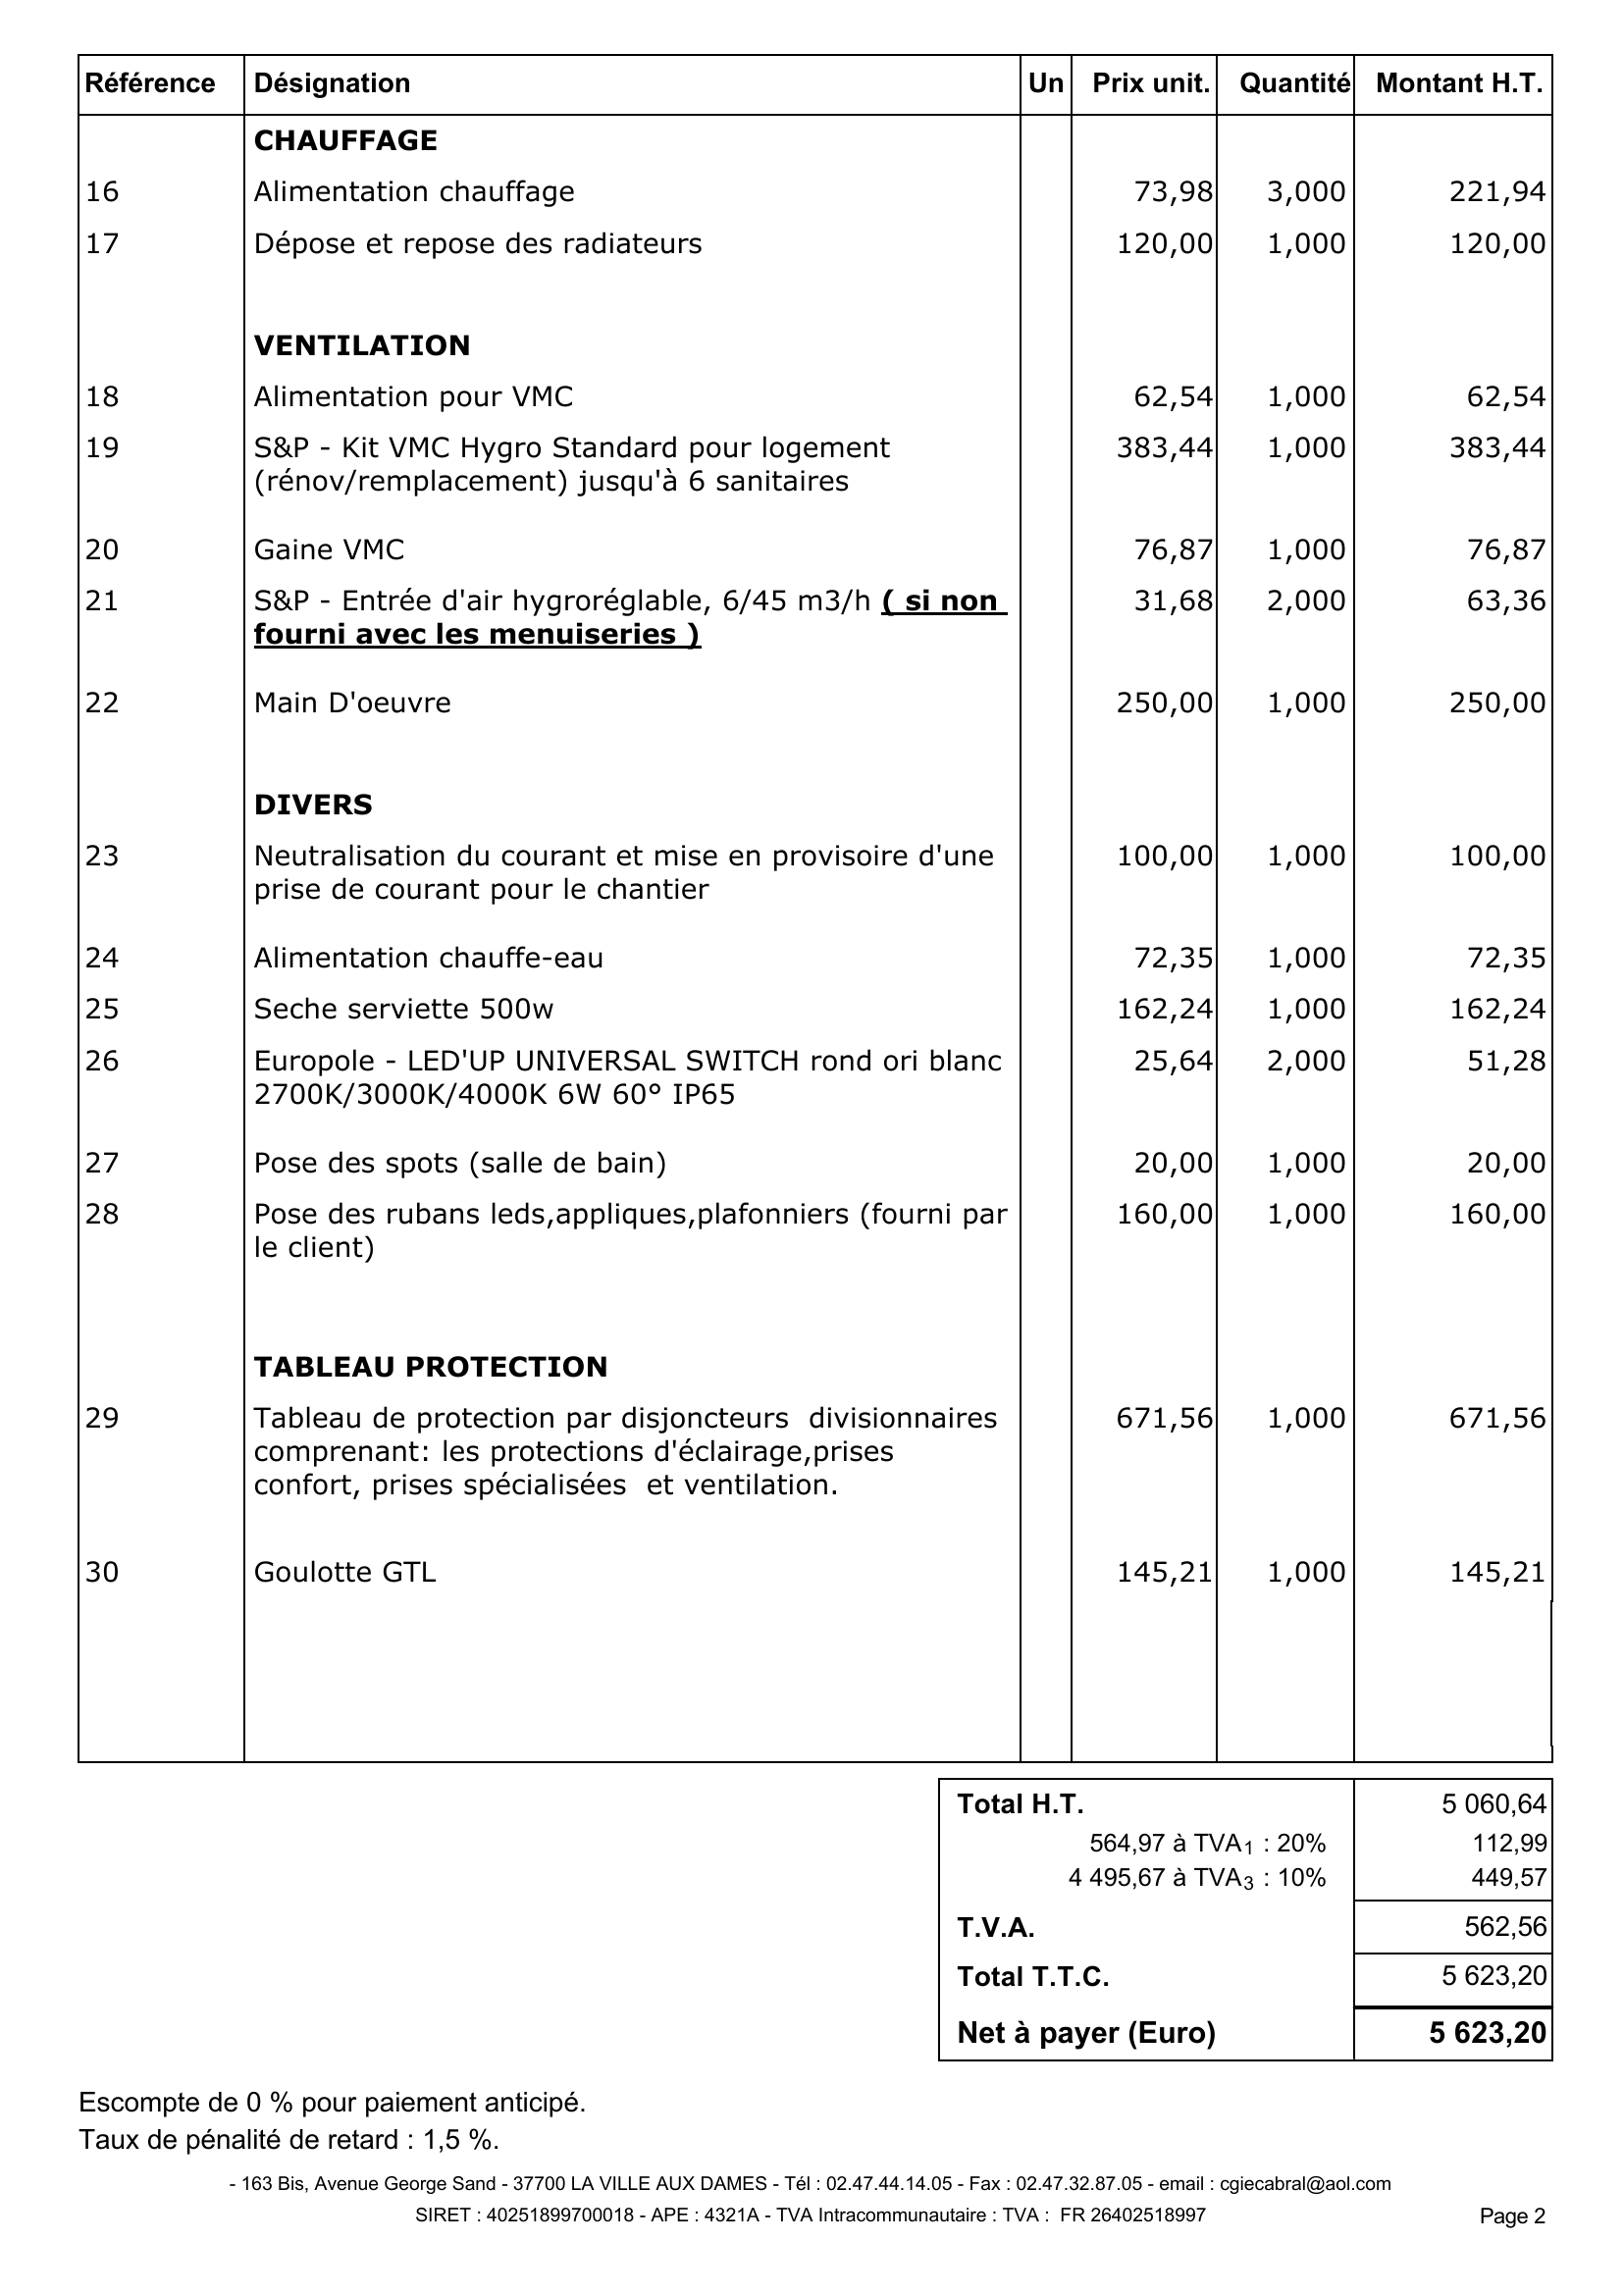 Référence Désignation Un Prix unit. Quantité Montant H.T.
CHAUFFAGE
16 Alimentation chauffage 73,98 3,000 221,94
17 Dépose et repose des radiateurs 120,00 1,000 120,00
VENTILATION
18 Alimentation pour VMC 62,54 1,000 62,54
19 S&P - Kit VMC Hygro Standard pour logement 383,44 1,000 383,44
(rénov/remplacement) jusqu'à 6 sanitaires
20 Gaine VMC 76,87 1,000 76,87
21 S&P - Entrée d'air hygroréglable, 6/45 m3/h ( si non 31,68 2,000 63,36
fourni avec les menuiseries )
22 Main D'oeuvre 250,00 1,000 250,00
DIVERS
23 Neutralisation du courant et mise en provisoire d'une 100,00 1,000 100,00
prise de courant pour le chantier
24 Alimentation chauffe-eau 72,35 1,000 72,35
25 Seche serviette 500w 162,24 1,000 162,24
26 Europole - LED'UP UNIVERSAL SWITCH rond ori blanc 25,64 2,000 51,28
2700K/3000K/4000K 6W 60° IP65
27 Pose des spots (salle de bain) 20,00 1,000 20,00
28 Pose des rubans leds,appliques,plafonniers (fourni par 160,00 1,000 160,00
le client)
TABLEAU PROTECTION
29 Tableau de protection par disjoncteurs  divisionnaires 671,56 1,000 671,56
comprenant: les protections d'éclairage,prises
confort, prises spécialisées  et ventilation.
30 Goulotte GTL 145,21 1,000 145,21
Total H.T. 5 060,64
564,97 à TVA1 : 20% 112,99
4 495,67 à TVA3 : 10% 449,57
T.V.A. 562,56
Total T.T.C. 5 623,20
Net à payer (Euro) 5 623,20
Escompte de 0 % pour paiement anticipé.
Taux de pénalité de retard : 1,5 %.
- 163 Bis, Avenue George Sand - 37700 LA VILLE AUX DAMES - Tél : 02.47.44.14.05 - Fax : 02.47.32.87.05 - email : cgiecabral@aol.com
SIRET : 40251899700018 - APE : 4321A - TVA Intracommunautaire : TVA :  FR 26402518997 Page 2